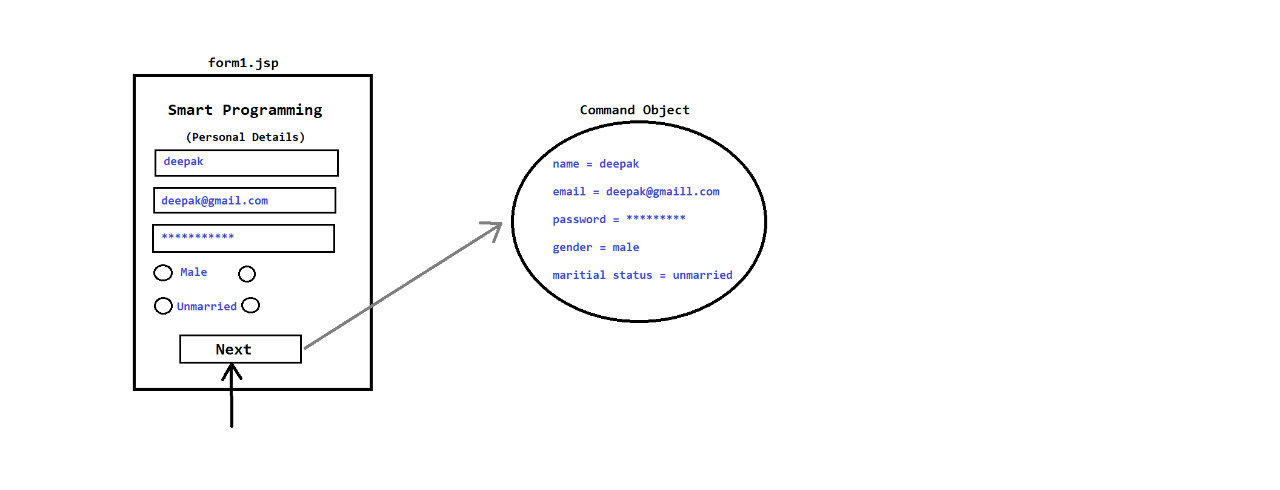 form1.jsp
Smart Programming
(Personal Details)
deepak
deepak@gmail.com
***********
Male
Unmarried
Next
Command Object
name = deepak
email = deepak@gmaill.com
password = *********
gender = male
maritial status = unmarried